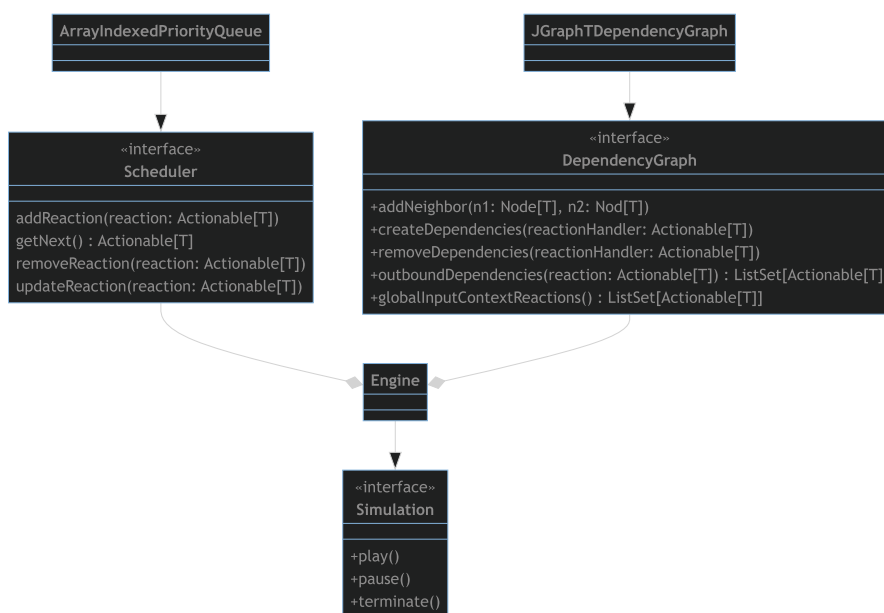 ArrayIndexedPriorityQueue
JGraphTDependencyGraph
«interface»
Scheduler
addReaction(reaction: Actionable[T])
getNext() : Actionable[T]
removeReaction(reaction: Actionable[T])
updateReaction(reaction: Actionable[T])
«interface»
DependencyGraph
+addNeighbor(n1: Node[T], n2: Nod[T])
+createDependencies(reactionHandler: Actionable[T])
+removeDependencies(reactionHandler: Actionable[T])
+outboundDependencies(reaction: Actionable[T]) : ListSet[Actionable[T]
+globalInputContextReactions() : ListSet[Actionable[T]]
Engine
«interface»
Simulation
+play()
+pause()
+terminate()